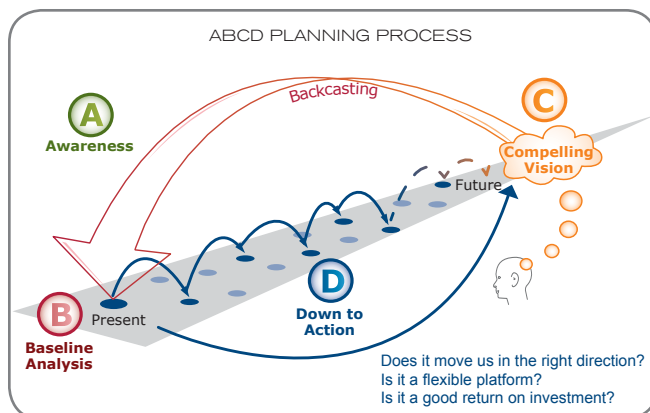 ABCD PLANNING PROCESS
Backcasting
A
Awareness
C
Compelling
Vision
Future
B
Present
Baseline
Analysis
D
Down to
Action
Does it move us in the right direction?
Is it a flexible platform?
Is it a good return on investment?